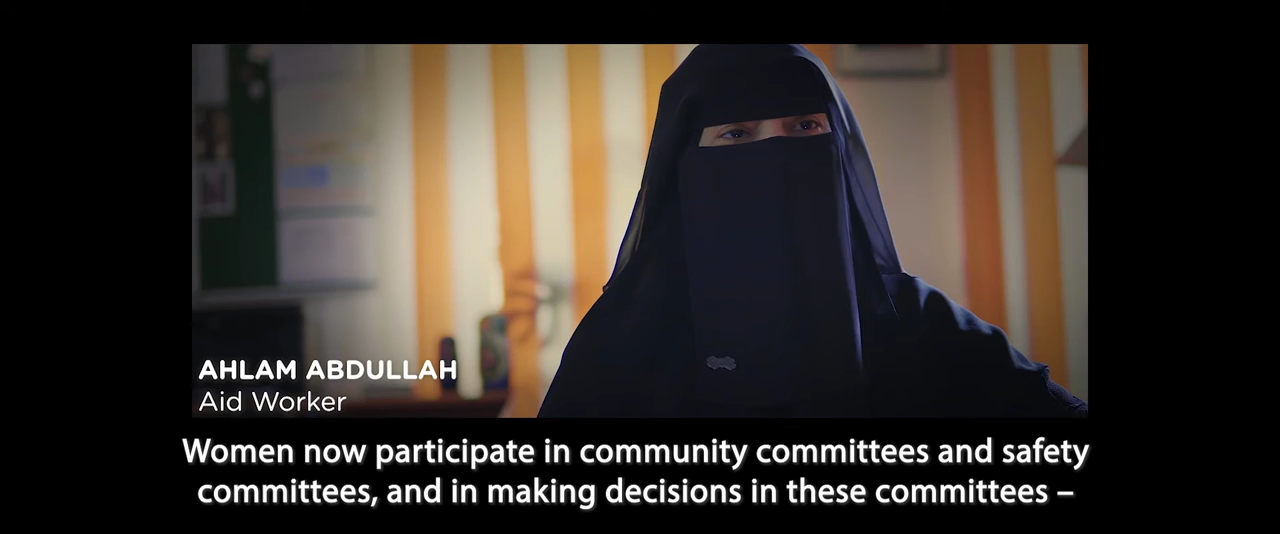 AHLAM ABDULLAH
Aid Worker
Women now participate in community committees and safety
committees, and in making decisions in these committees –